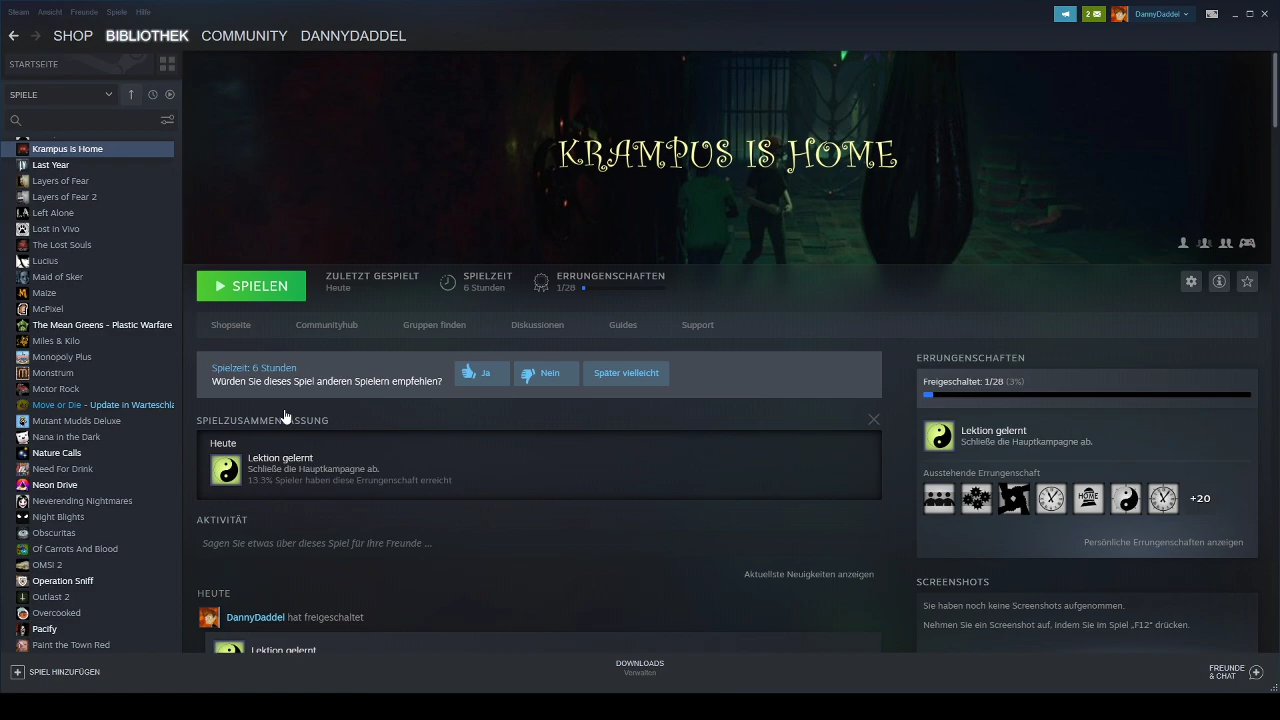 Steam Ansicht Freunde Spiele Hilfe
2 DannyDaddel
SHOP BIBLIOTHEK COMMUNITY DANNYDADDEL
STARTSEITE
SPIELE
Krampus is Home
Last Year
Layers of Fear
Layers of Fear 2
Left Alone
Lost in Vivo
The Lost Souls
Lucius
Maid of Sker
Maize
McPixel
The Mean Greens - Plastic Warfare
Miles & Kilo
Monopoly Plus
Monstrum
Motor Rock
Move or Die - Update in Warteschla
Mutant Mudds Deluxe
Nana in the Dark
Nature Calls
Need For Drink
Neon Drive
Neverending Nightmares
Night Blights
Obscuritas
Of Carrots And Blood
OMSI 2
Operation Sniff
Outlast 2
Overcooked
Pacify
Paint the Town Red
SPIEL HINZUFÜGEN
KRAMPUS IS HOME
SPIELEN
ZULETZT GESPIELT
Heute
SPIELZEIT
6 Stunden
ERRUNGENSCHAFTEN
1/28
Shopseite Communityhub Gruppen finden Diskussionen Guides Support
Spielzeit: 6 Stunden
Würden Sie dieses Spiel anderen Spielern empfehlen?
Ja Nein Später vielleicht
SPIELZUSAMMENFASSUNG
Heute
Lektion gelernt
Schließe die Hauptkampagne ab.
13.3% Spieler haben diese Errungenschaft erreicht
AKTIVITÄT
Sagen Sie etwas über dieses Spiel für Ihre Freunde ...
Aktuellste Neuigkeiten anzeigen
HEUTE
DannyDaddel hat freigeschaltet
Lektion gelernt
ERRUNGENSCHAFTEN
Freigeschaltet: 1/28 (3%)
Lektion gelernt
Schließe die Hauptkampagne ab.
Ausstehende Errungenschaft
HOME
+20
Persönliche Errungenschaften anzeigen
SCREENSHOTS
Sie haben noch keine Screenshots aufgenommen.
Nehmen Sie ein Screenshot auf, indem Sie im Spiel „F12“ drücken.
DOWNLOADS
Verwalten
FREUNDE
& CHAT